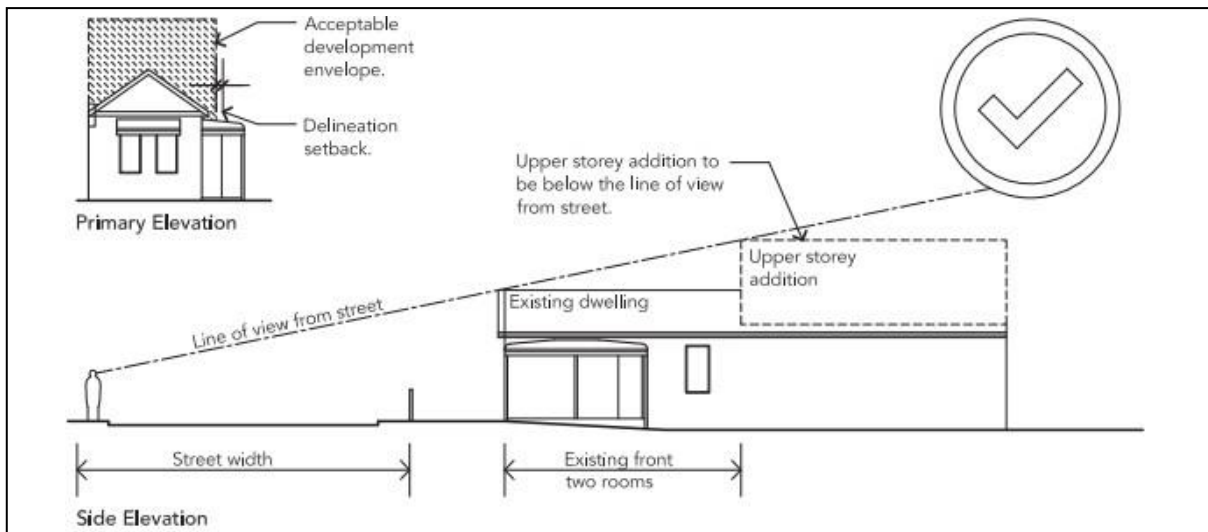 Acceptable
development
envelope.
Delineation
setback.
Primary Elevation
Upper storey addition to
be below the line of view
from street.
Upper storey
addition
Existing dwelling
Line of view from street
Street width
Existing front
two rooms
Side Elevation